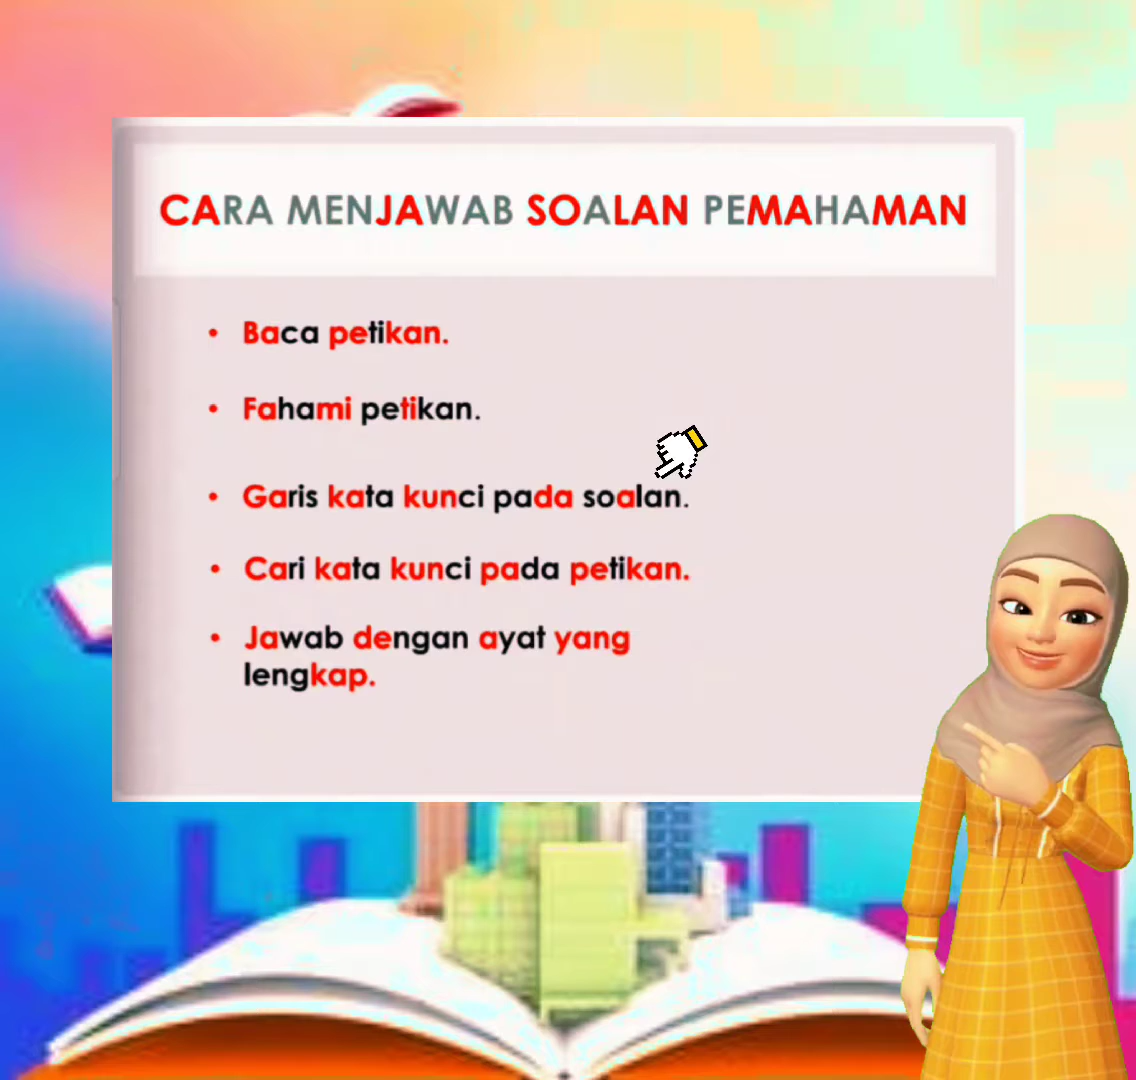 CARA MENJAWAB SOALAN PEMAHAMAN
• Baca petikan.
• Fahami petikan.
• Garis kata kunci pada soalan.
• Cari kata kunci pada petikan.
• Jawab dengan ayat yang
lengkap.